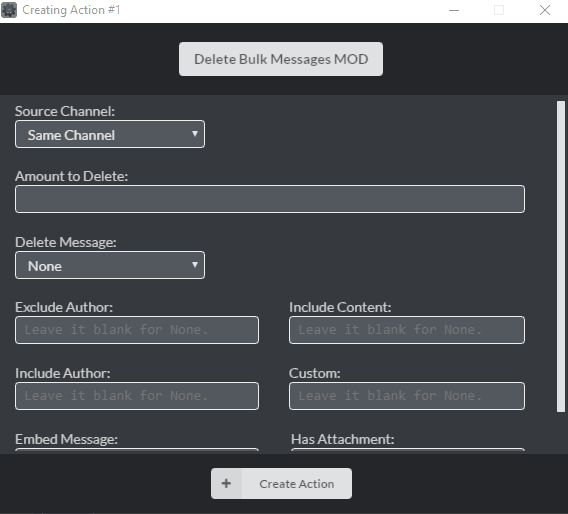 Creating Action #1
Delete Bulk Messages MOD
Source Channel:
Same Channel
Amount to Delete:
Delete Message:
None
Exclude Author: Include Content:
Leave it blank for None. Leave it blank for None.
Include Author: Custom:
Leave it blank for None. Leave it blank for None.
Embed Message: Has Attachment:
+ Create Action